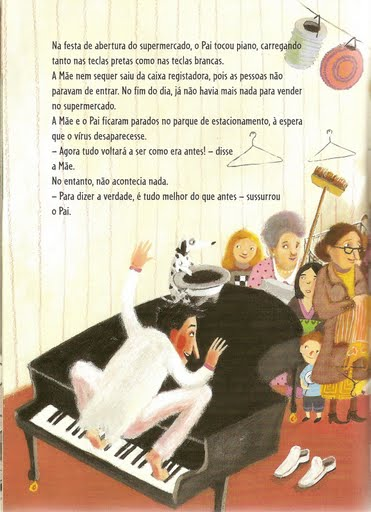 Na festa de abertura do supermercado, o Pai tocou piano, carregando
tanto nas teclas pretas como nas teclas brancas.
A Mãe nem sequer saiu da caixa registadora, pois as pessoas não
paravam de entrar. No fim do dia, já não havia mais nada para vender
no supermercado.
A Mãe e o Pai ficaram parados no parque de estacionamento, à espera
que o vírus desaparecesse.
– Agora tudo voltará a ser como era antes! – disse
a Mãe.
No entanto, não acontecia nada.
– Para dizer a verdade, é tudo melhor do que antes – sussurrou
o Pai.